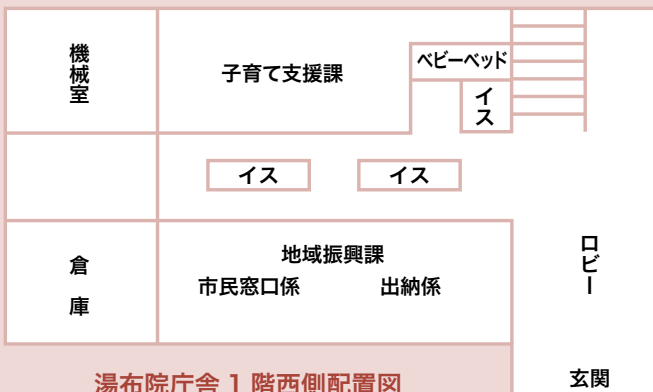 機械室
子育て支援課
ベビーベッド
イス
イス
イス
倉庫
地域振興課
市民窓口係
出納係
ロビー
玄関
湯布院庁舎 1 階西側配置図